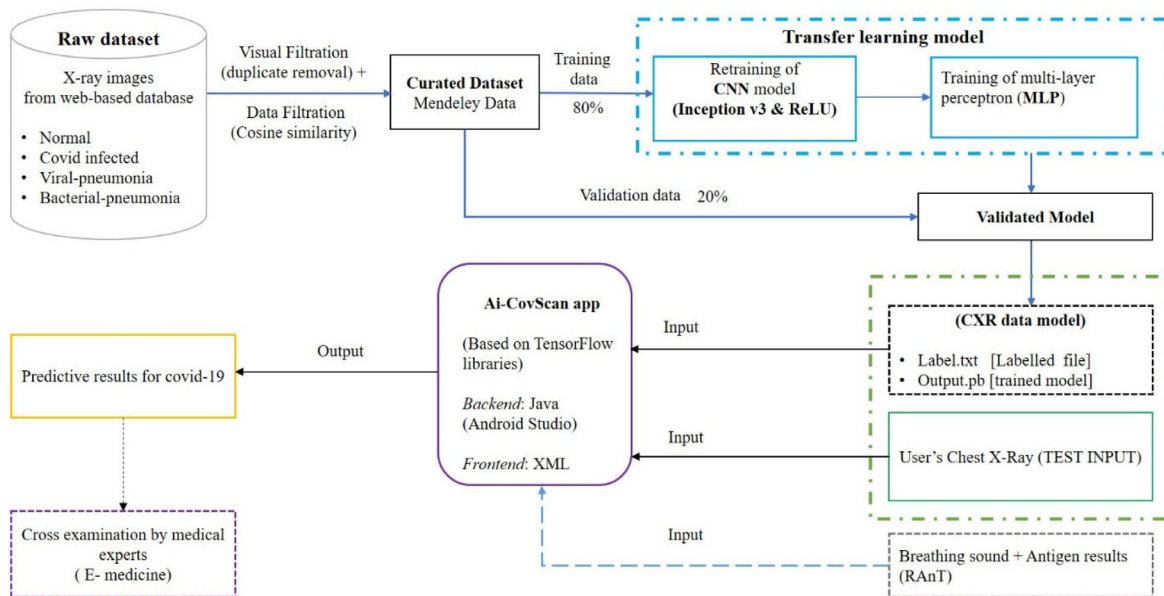 Raw dataset
X-ray images
from web-based database
• Normal
• Covid infected
• Viral-pneumonia
• Bacterial-pneumonia
Visual Filtration
(duplicate removal) +
Data Filtration
(Cosine similarity)
Curated Dataset
Mendeley Data
Training
data
80%
Transfer learning model
Retraining of
CNN model
(Inception v3 & ReLU)
Training of multi-layer
perceptron (MLP)
Validation data 20%
Validated Model
(CXR data model)
• Label.txt [Labelled file]
• Output.pb [trained model]
User's Chest X-Ray (TEST INPUT)
Breathing sound + Antigen results
(RAnT)
Input
Input
Input
Ai-CovScan app
(Based on TensorFlow
libraries)
Backend: Java
(Android Studio)
Frontend: XML
Output
Predictive results for covid-19
Cross examination by medical
experts
( E- medicine)